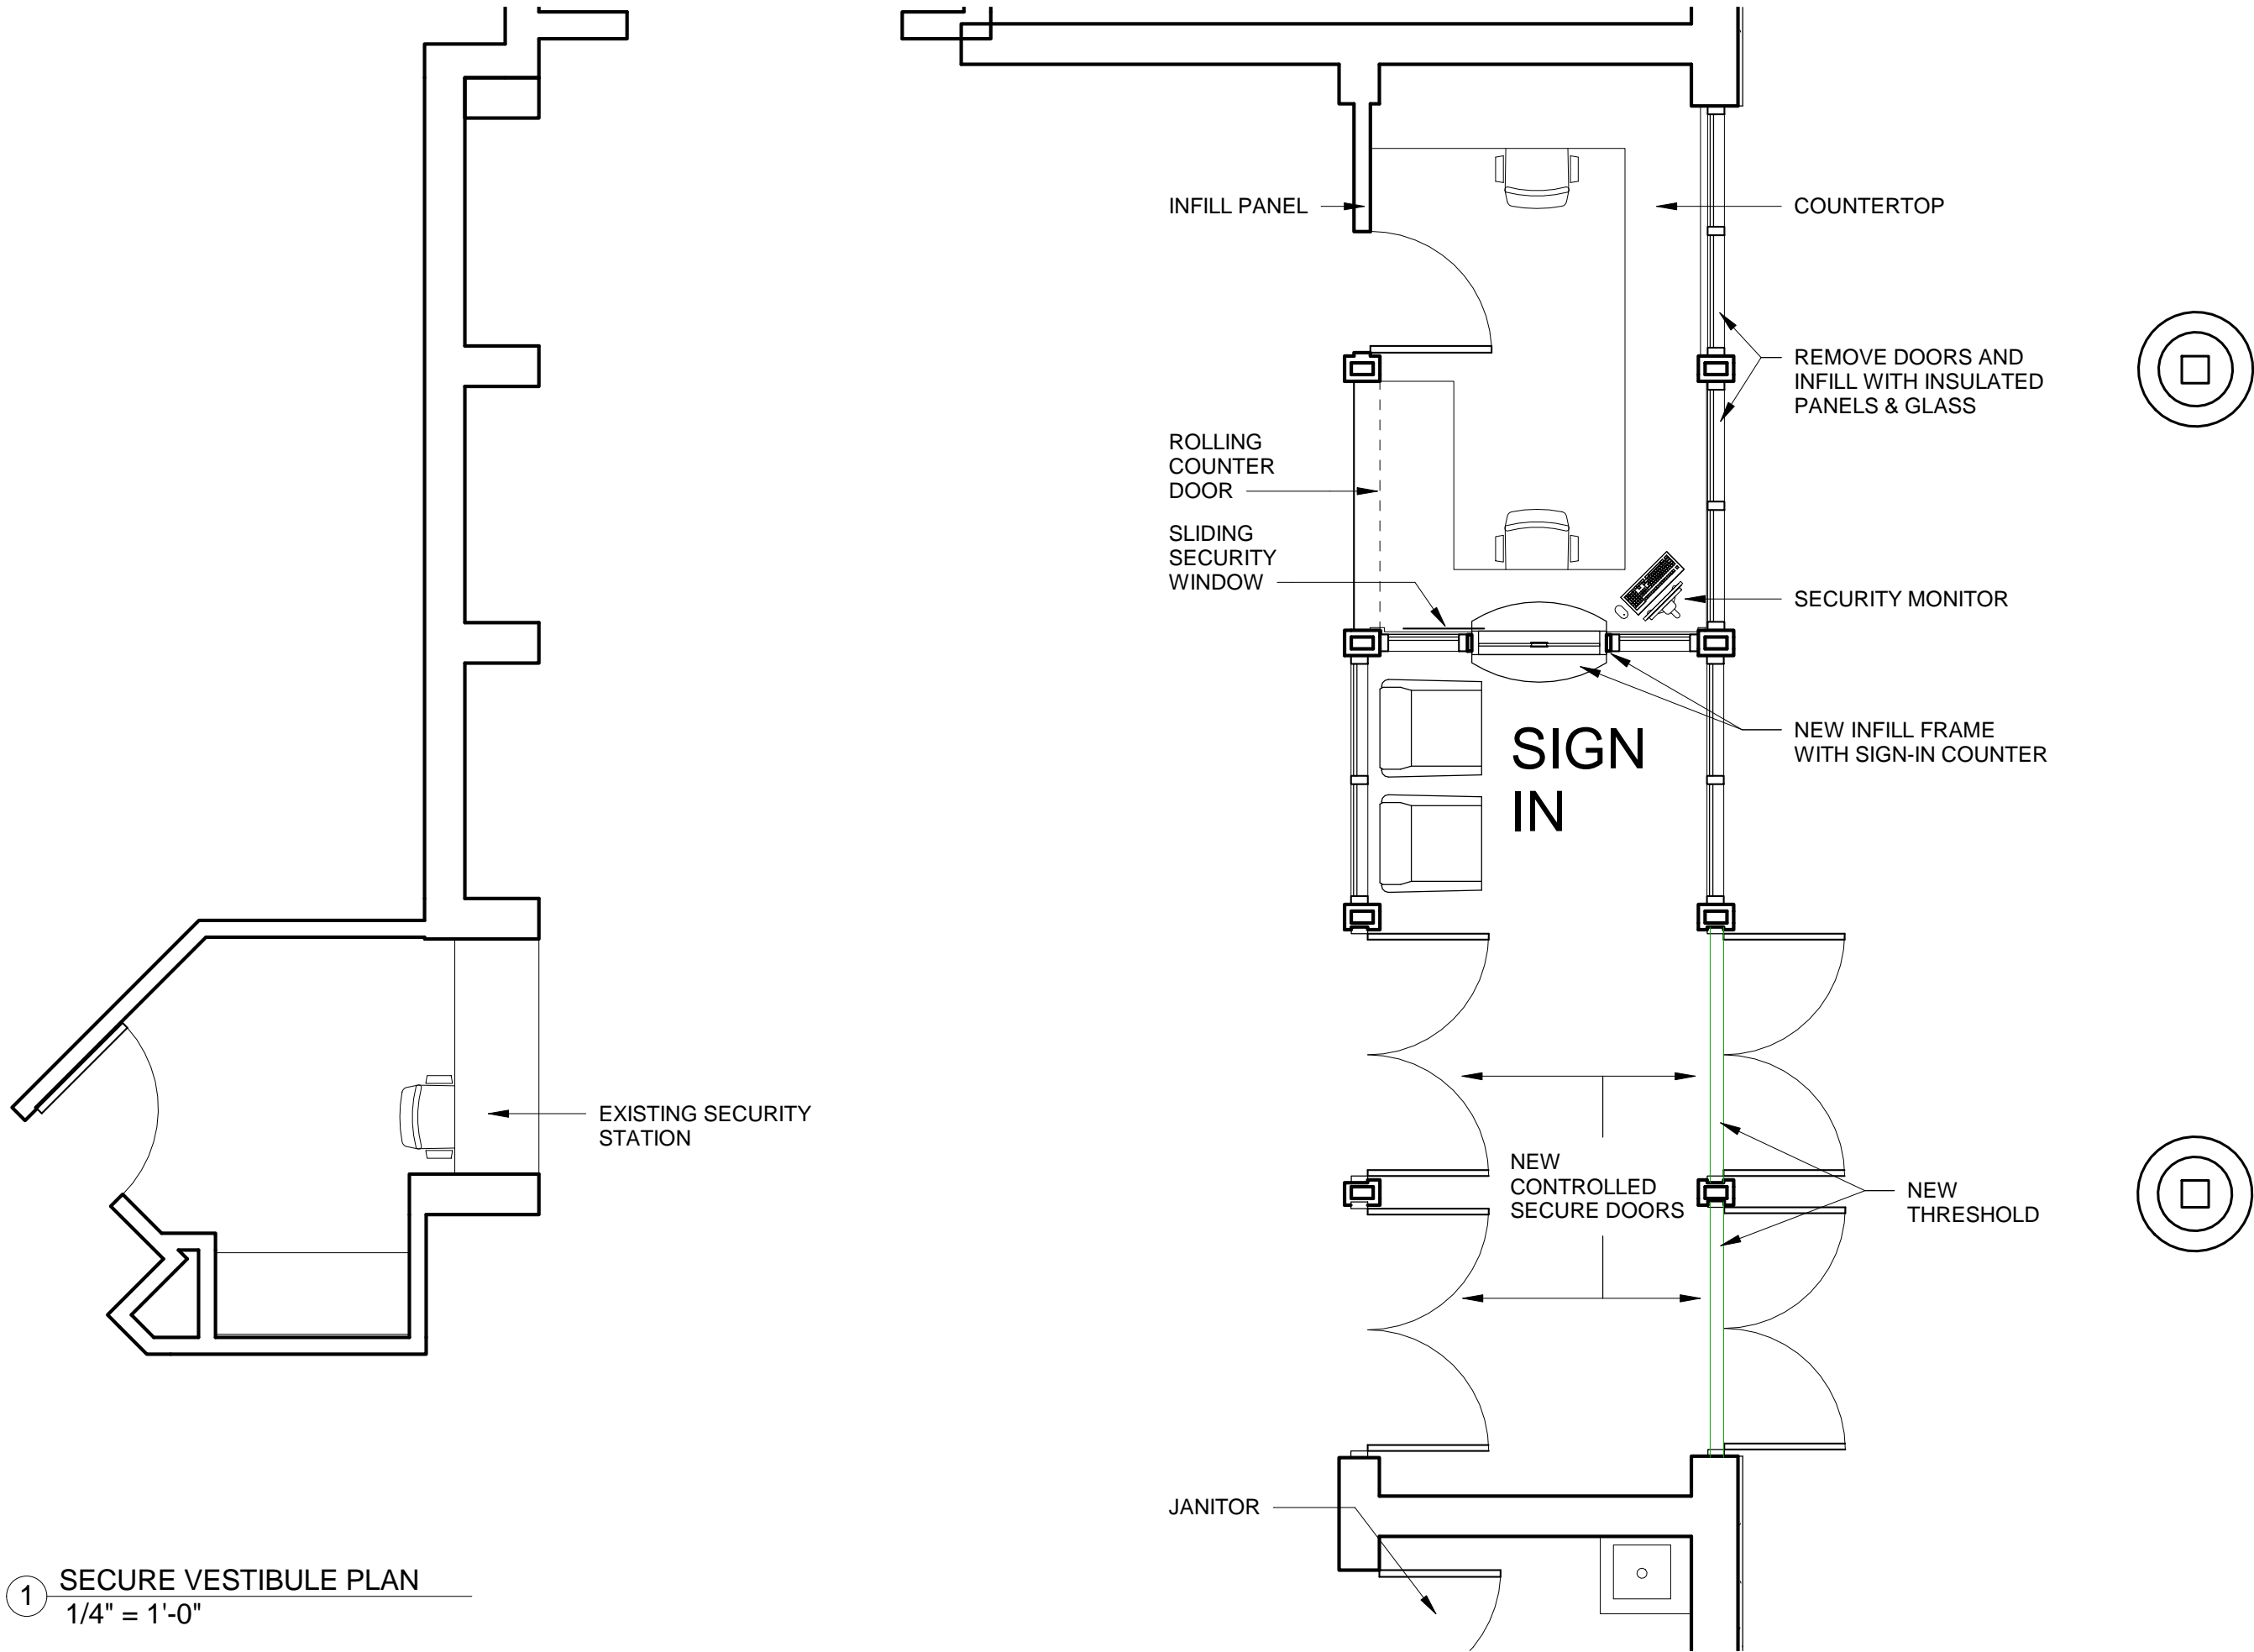 INFILL PANEL
COUNTERTOP
REMOVE DOORS AND
INFILL WITH INSULATED
PANELS & GLASS
ROLLING
COUNTER
DOOR
SLIDING
SECURITY
WINDOW
SECURITY MONITOR
NEW INFILL FRAME
WITH SIGN-IN COUNTER
SIGN
IN
EXISTING SECURITY
STATION
NEW
CONTROLLED
SECURE DOORS
NEW
THRESHOLD
JANITOR
1
SECURE VESTIBULE PLAN
1/4" = 1'-0"